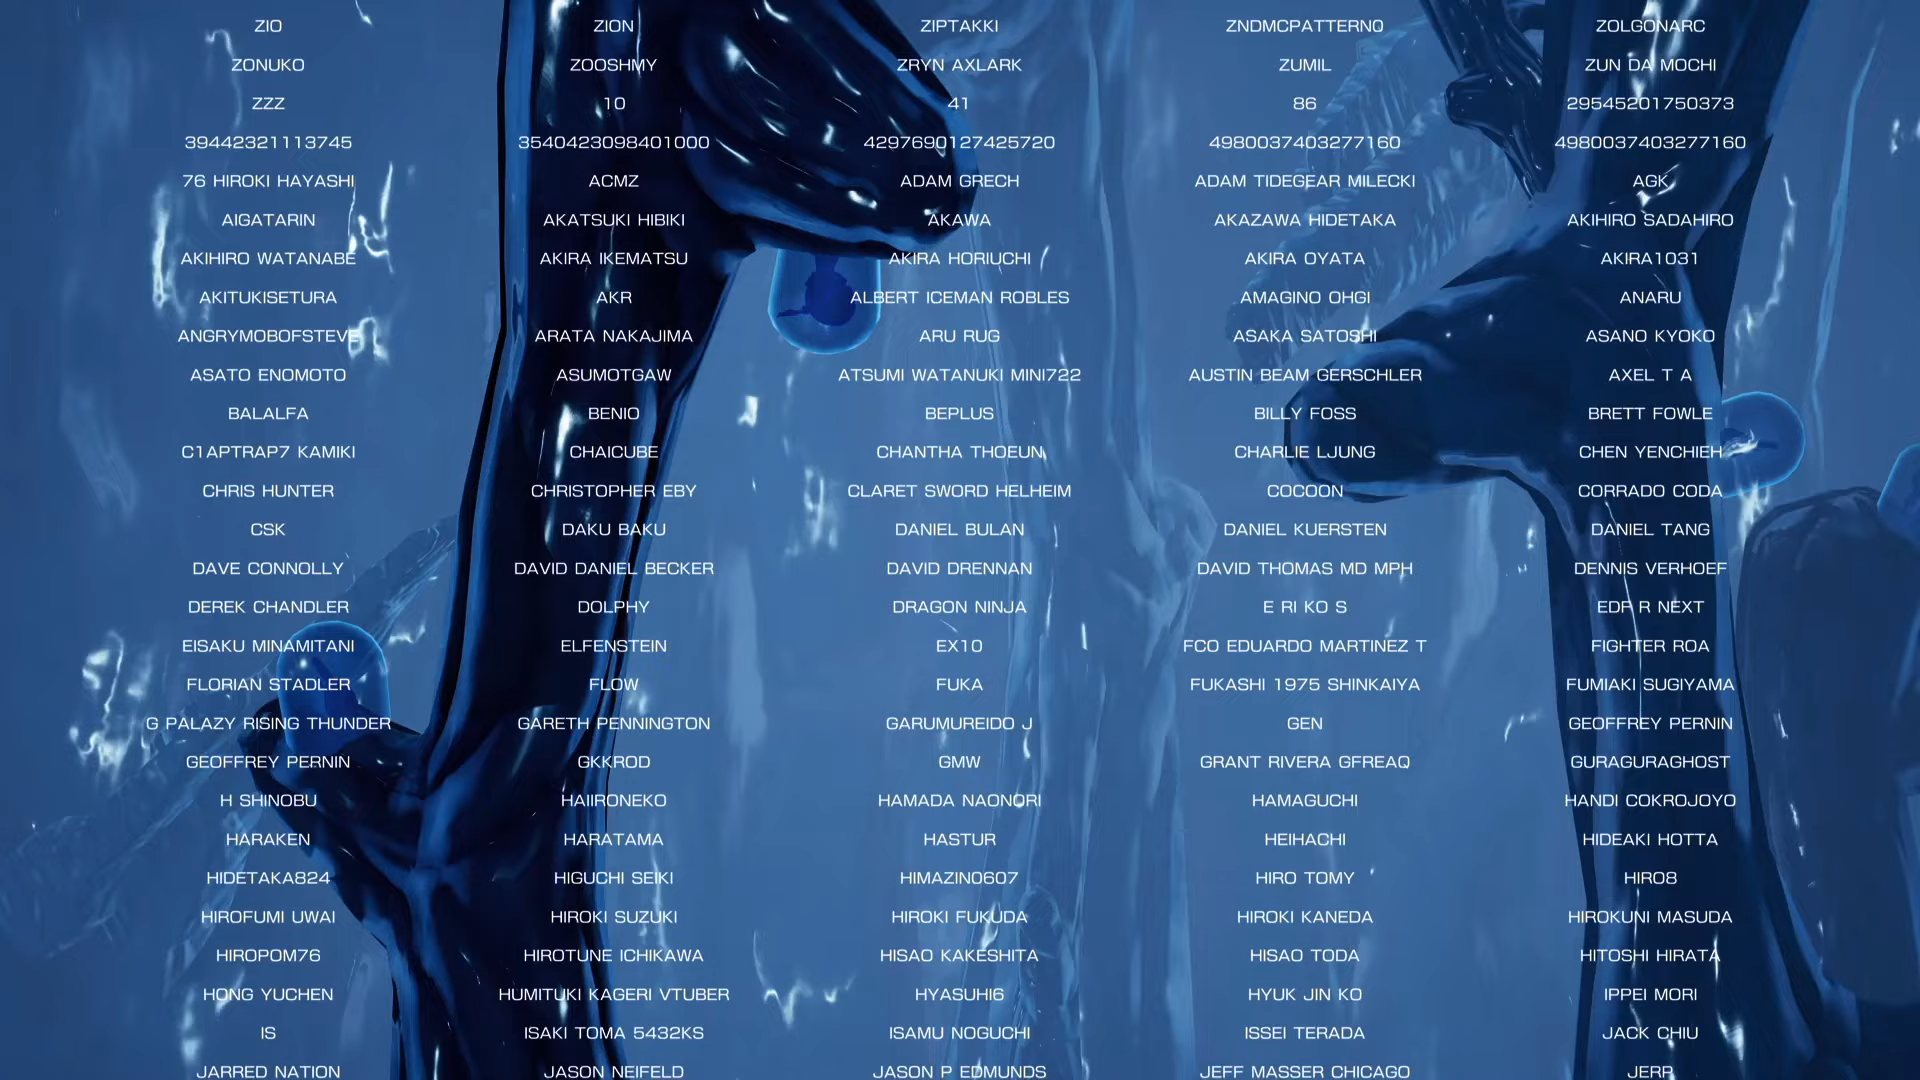 ZIO ZION ZIPTAKKI ZNDMCPATTERN0 ZOLGONARC
ZONUKO ZOOSHMY ZRYN AXLARK ZUMIL ZUN DA MOCHI
ZZZ 10 41 86 29545201750373
39442321113745 3540423098401000 4297690127425720 4980037403277160 4980037403277160
76 HIROKI HAYASHI ACMZ ADAM GRECH ADAM TIDEGEAR MILECKI AGK
AIGATARIN AKATSUKI HIBIKI AKAWA AKAZAWA HIDETAKA AKIHIRO SADAHIRO
AKIHIRO WATANABE AKIRA IKEMATSU AKIRA HORIUCHI AKIRA OYATA AKIRA1031
AKITUKISETURA AKR ALBERT ICEMAN ROBLES AMAGINO OHGI ANARU
ANGRYMOBOFSTEVE ARATA NAKAJIMA ARU RUG ASAKA SATOSHI ASANO KYOKO
ASATO ENOMOTO ASUMOTGAW ATSUMI WATANUKI MINI722 AUSTIN BEAM GERSCHLER AXEL T A
BALALFA BENIO BEPLUS BILLY FOSS BRETT FOWLE
C1APTRAP7 KAMIKI CHAICUBE CHANTHA THOEUN CHARLIE LJUNG CHEN YENCHIEH
CHRIS HUNTER CHRISTOPHER EBY CLARET SWORD HELHEIM COCOON CORRADO CODA
CSK DAKU BAKU DANIEL BULAN DANIEL KUERSTEN DANIEL TANG
DAVE CONNOLLY DAVID DANIEL BECKER DAVID DRENNAN DAVID THOMAS MD MPH DENNIS VERHOEF
DEREK CHANDLER DOLPHY DRAGON NINJA E RI KO S EDF R NEXT
EISAKU MINAMITANI ELFENSTEIN EX10 FCO EDUARDO MARTINEZ T FIGHTER ROA
FLORIAN STADLER FLOW FUKA FUKASHI 1975 SHINKAIYA FUMIAKI SUGIYAMA
G PALAZY RISING THUNDER GARETH PENNINGTON GARUMUREIDO J GEN GEOFFREY PERNIN
GEOFFREY PERNIN GKKROD GMW GRANT RIVERA GFREAQ GURAGURAGHOST
H SHINOBU HAIIRONEKO HAMADA NAONORI HAMAGUCHI HANDI COKROJOYO
HARAKEN HARATAMA HASTUR HEIHACHI HIDEAKI HOTTA
HIDETAKA824 HIGUCHI SEIKI HIMAZIN0607 HIRO TOMY HIRO8
HIROFUMI UWAI HIROKI SUZUKI HIROKI FUKUDA HIROKI KANEDA HIROKUNI MASUDA
HIROPOM76 HIROTUNE ICHIKAWA HISAO KAKESHITA HISAO TODA HITOSHI HIRATA
HONG YUCHEN HUMITUKI KAGERI VTUBER HYASUHI6 HYUK JIN KO IPPEI MORI
IS ISAKI TOMA 5432KS ISAMU NOGUCHI ISSEI TERADA JACK CHIU
JARRED NATION JASON NEIFELD JASON P EDMUNDS JEFF MASSER CHICAGO JERR